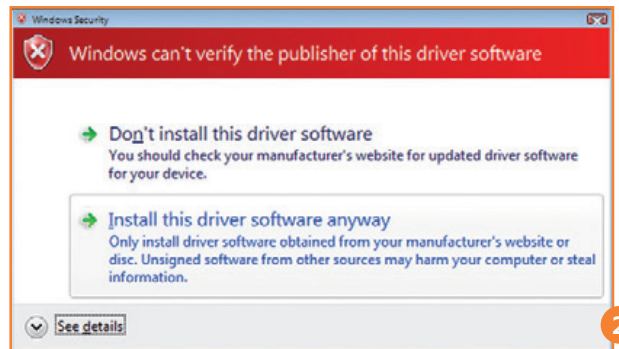 Windows Security
Windows can't verify the publisher of this driver software
Don't install this driver software
You should check your manufacturer's website for updated driver software
for your device.
Install this driver software anyway
Only install driver software obtained from your manufacturer's website or
disc. Unsigned software from other sources may harm your computer or steal
information.
See details
2